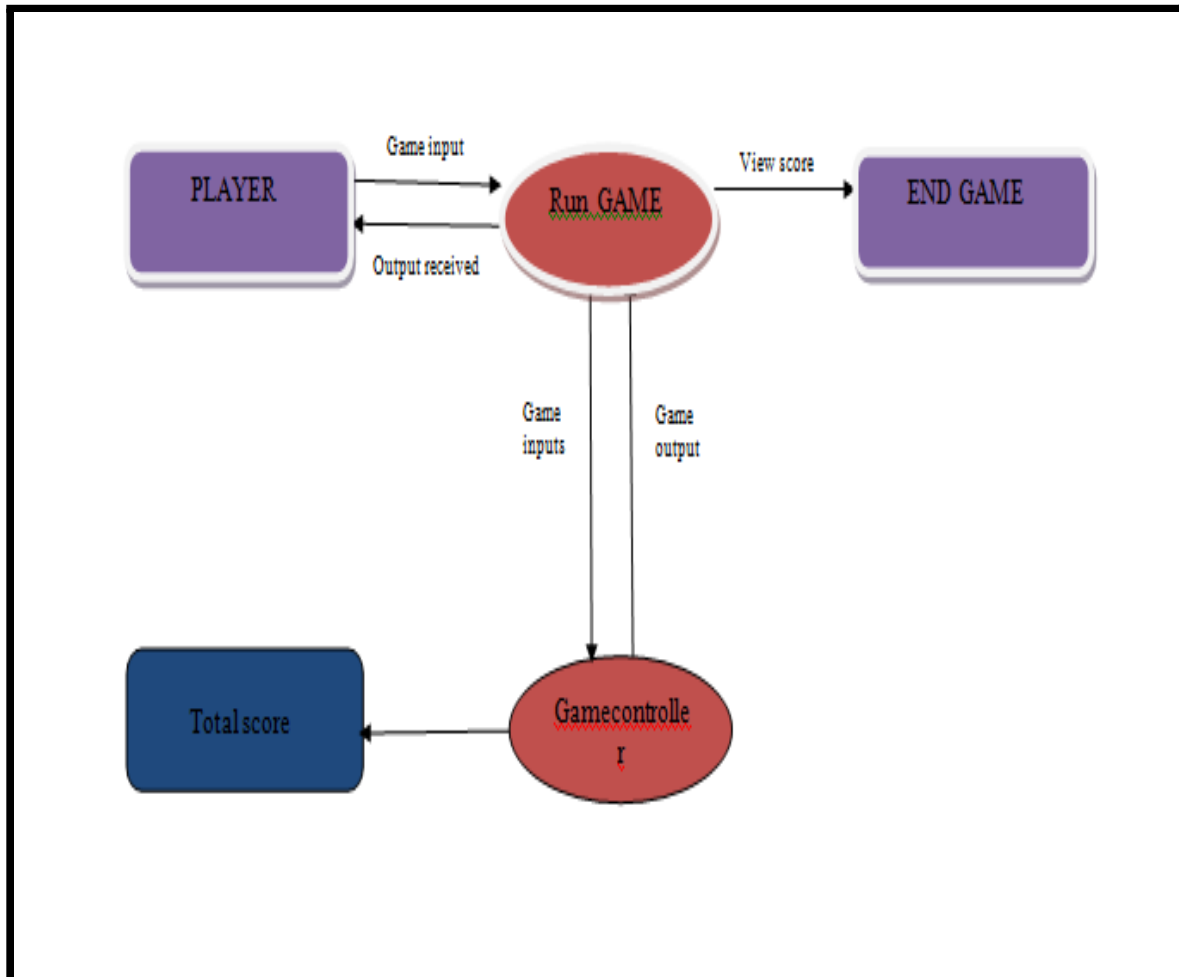 Game input
View score
PLAYER
Run GAME
END GAME
Output received
Game
inputs
Game
output
Total score
Gamecontrolle
r